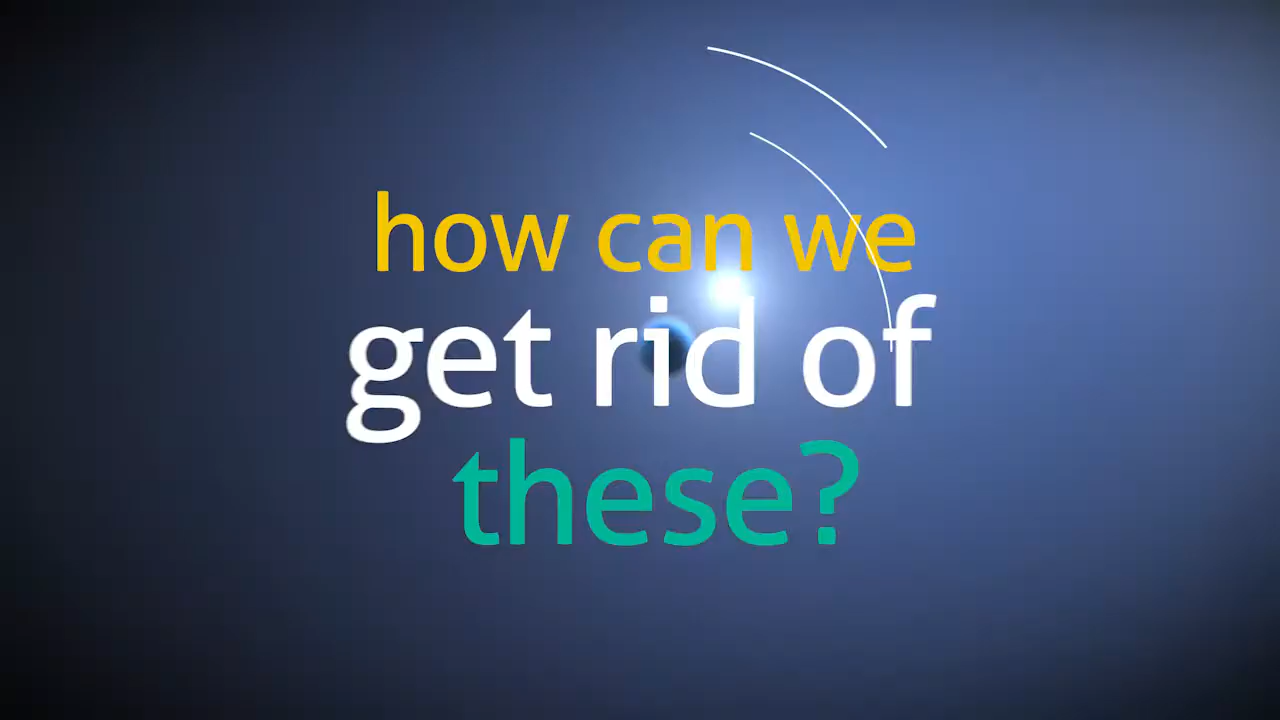 how can we
get rid of
these?